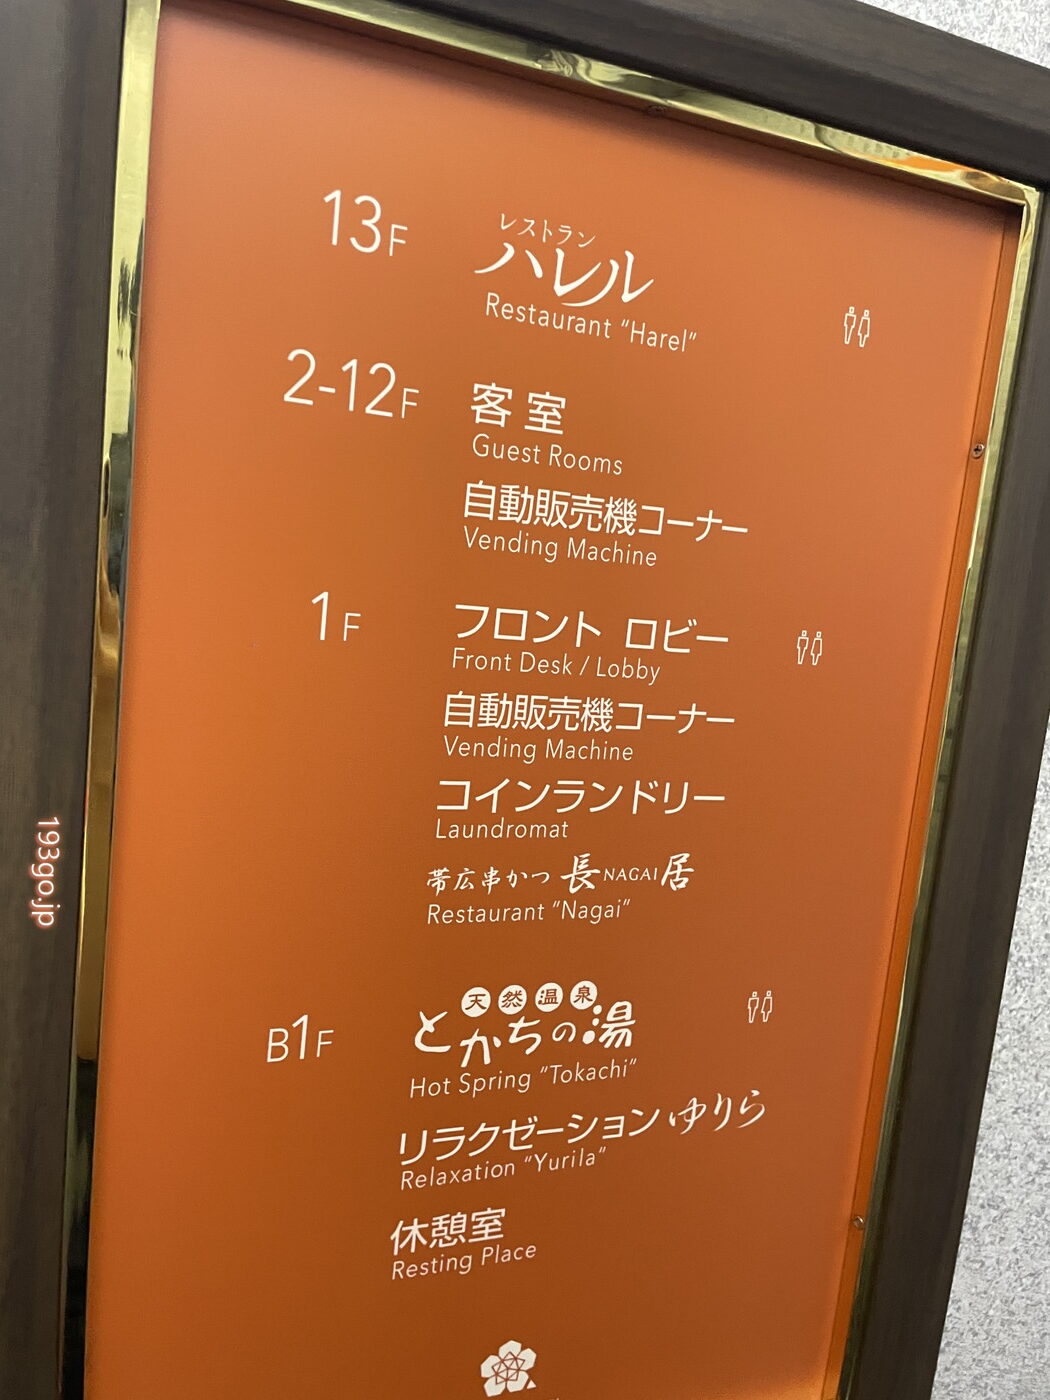 13F
レストラン
ハレル
Restaurant "Harel"
2-12F
客室
Guest Rooms
自動販売機コーナー
Vending Machine
1F
フロント ロビー
Front Desk / Lobby
自動販売機コーナー
Vending Machine
コインランドリー
Laundromat
帯広串かつ 長NAGAI居
Restaurant "Nagai"
B1F
天然温泉
とかちの湯
Hot Spring "Tokachi"
リラクゼーション ゆりら
Relaxation "Yurila"
休憩室
Resting Place
193go.jp